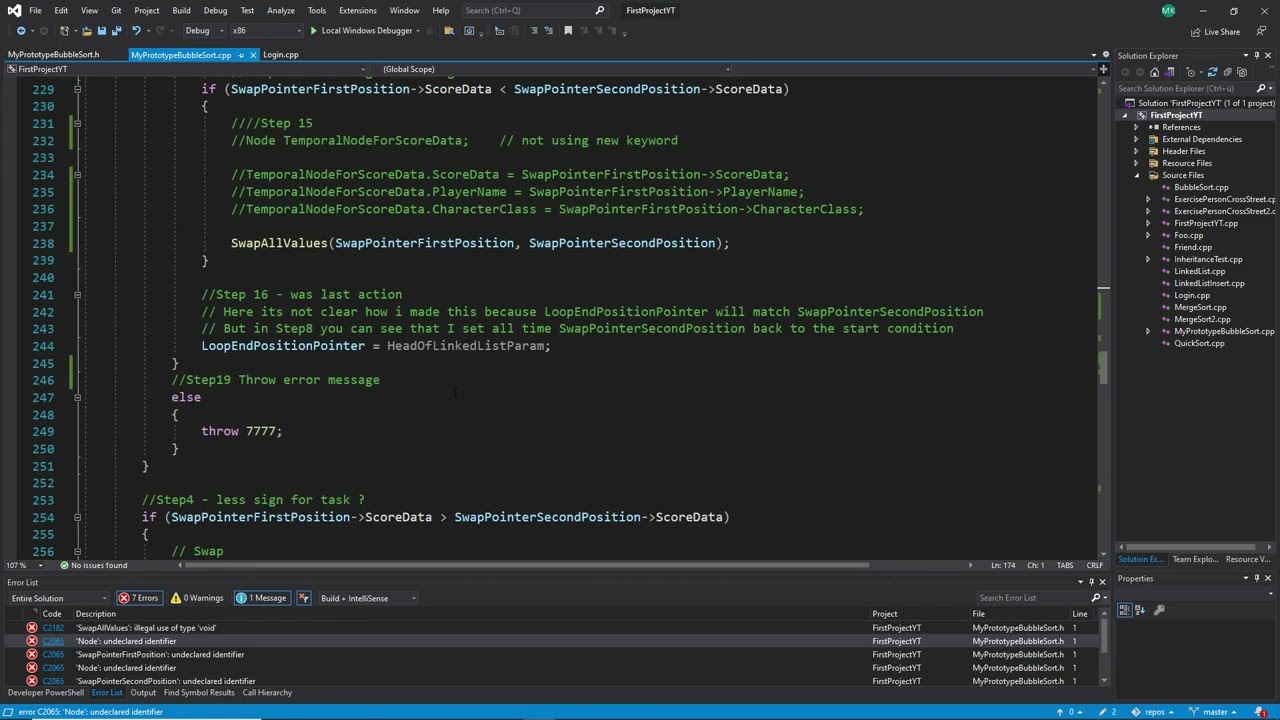 File Edit View Git Project Build Debug Test Analyze Tools Extensions Window Help Search (Ctrl+Q) FirstProjectYT MK
Debug x86 Local Windows Debugger Live Share
MyPrototypeBubbleSort.h MyPrototypeBubbleSort.cpp Login.cpp
FirstProjectYT (Global Scope)
229 if (SwapPointerFirstPosition->ScoreData < SwapPointerSecondPosition->ScoreData)
230 {
231 ////Step 15
232 //Node TemporalNodeForScoreData; // not using new keyword
233
234 //TemporalNodeForScoreData.ScoreData = SwapPointerFirstPosition->ScoreData;
235 //TemporalNodeForScoreData.PlayerName = SwapPointerFirstPosition->PlayerName;
236 //TemporalNodeForScoreData.CharacterClass = SwapPointerFirstPosition->CharacterClass;
237
238 SwapAllValues(SwapPointerFirstPosition, SwapPointerSecondPosition);
239 }
240
241 //Step 16 - was last action
242 // Here its not clear how i made this because LoopEndPositionPointer will match SwapPointerSecondPosition
243 // But in Step8 you can see that I set all time SwapPointerSecondPosition back to the start condition
244 LoopEndPositionPointer = HeadOfLinkedListParam;
245 }
246 //Step19 Throw error message
247 else
248 {
249 throw 7777;
250 }
251 }
252
253 //Step4 - less sign for task ?
254 if (SwapPointerFirstPosition->ScoreData > SwapPointerSecondPosition->ScoreData)
255 {
256 // Swap
107 % No issues found Ln: 174 Ch: 1 TABS CRLF
Solution Explorer
Search Solution Explorer (Ctrl+ü)
Solution 'FirstProjectYT' (1 of 1 project)
FirstProjectYT
References
External Dependencies
Header Files
Resource Files
Source Files
BubbleSort.cpp
ExercisePersonCrossStreet.cp
ExercisePersonCrossStreet2.c
FirstProjectYT.cpp
Foo.cpp
Friend.cpp
InheritanceTest.cpp
LinkedList.cpp
LinkedListInsert.cpp
Login.cpp
MergeSort.cpp
MergeSort2.cpp
MyPrototypeBubbleSort.cpp
QuickSort.cpp
Solution Ex... Team Explo... Resource V...
Properties
Error List
Entire Solution 7 Errors 0 Warnings 1 Message Build + IntelliSense Search Error List
Code Description Project File Line
C2182 'SwapAllValues': illegal use of type 'void' FirstProjectYT MyPrototypeBubbleSort.h 1
C2065 'Node': undeclared identifier FirstProjectYT MyPrototypeBubbleSort.h 1
C2065 'SwapPointerFirstPosition': undeclared identifier FirstProjectYT MyPrototypeBubbleSort.h 1
C2065 'Node': undeclared identifier FirstProjectYT MyPrototypeBubbleSort.h 1
C2065 'SwapPointerSecondPosition': undeclared identifier FirstProjectYT MyPrototypeBubbleSort.h 1
Developer PowerShell Error List Output Find Symbol Results Call Hierarchy
error C2065: 'Node': undeclared identifier 0 2 repos master 1